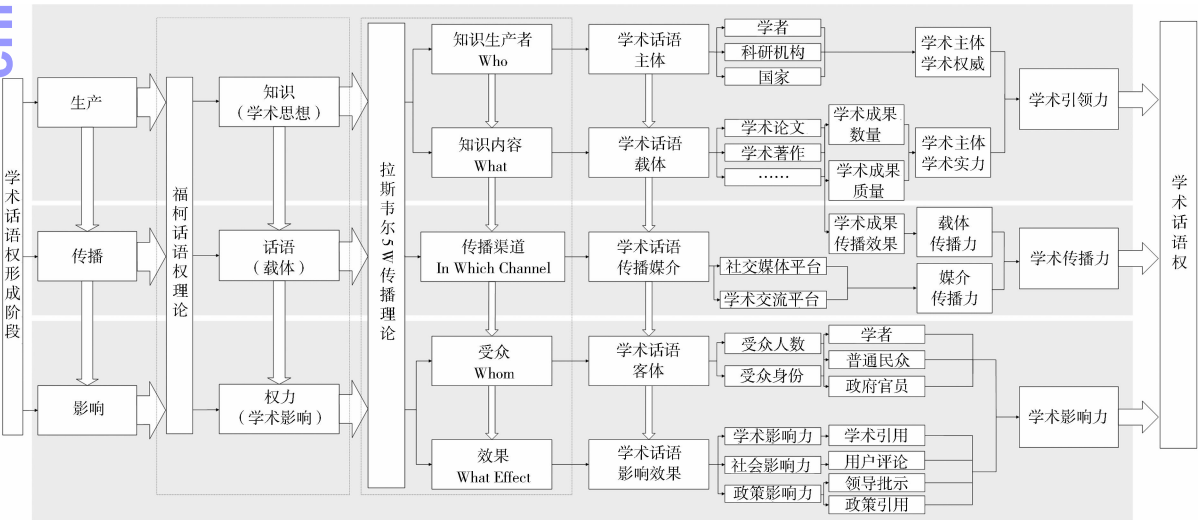 学术话语权形成阶段
生产
传播
影响
福柯话语权理论
知识
（学术思想）
话语
（载体）
权力
（学术影响）
拉斯韦尔5W传播理论
知识生产者
Who
知识内容
What
传播渠道
In Which Channel
受众
Whom
效果
What Effect
学术话语
主体
学术话语
载体
学术话语
传播媒介
学术话语
客体
学术话语
影响效果
学者
科研机构
国家
学术论文
学术著作
……
学术成果
数量
学术成果
质量
学术成果
传播效果
社交媒体平台
学术交流平台
受众人数
受众身份
学者
普通民众
政府官员
学术影响力
社会影响力
政策影响力
学术引用
用户评论
领导批示
政策引用
学术主体
学术权威
学术主体
学术实力
载体
传播力
媒介
传播力
学术引领力
学术传播力
学术影响力
学术话语权